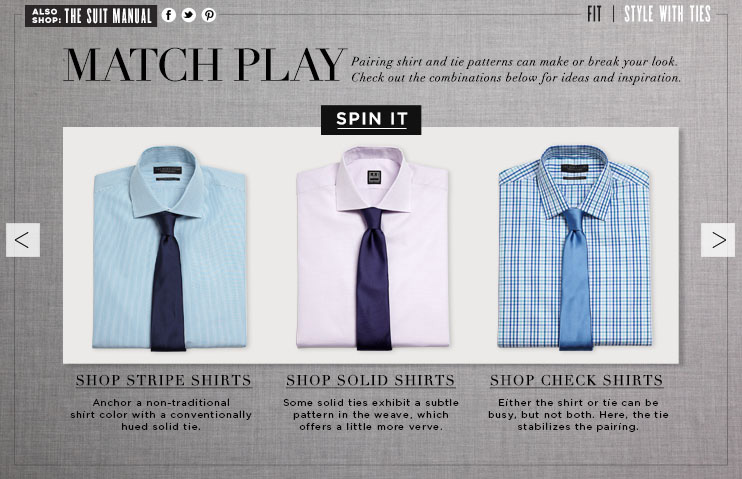 ALSO SHOP: THE SUIT MANUAL
FIT | STYLE WITH TIES
MATCH PLAY
Pairing shirt and tie patterns can make or break your look.
Check out the combinations below for ideas and inspiration.
SPIN IT
< >
SHOP STRIPE SHIRTS
Anchor a non-traditional
shirt color with a conventionally
hued solid tie.
SHOP SOLID SHIRTS
Some solid ties exhibit a subtle
pattern in the weave, which
offers a little more verve.
SHOP CHECK SHIRTS
Either the shirt or tie can be
busy, but not both. Here, the tie
stabilizes the pairing.